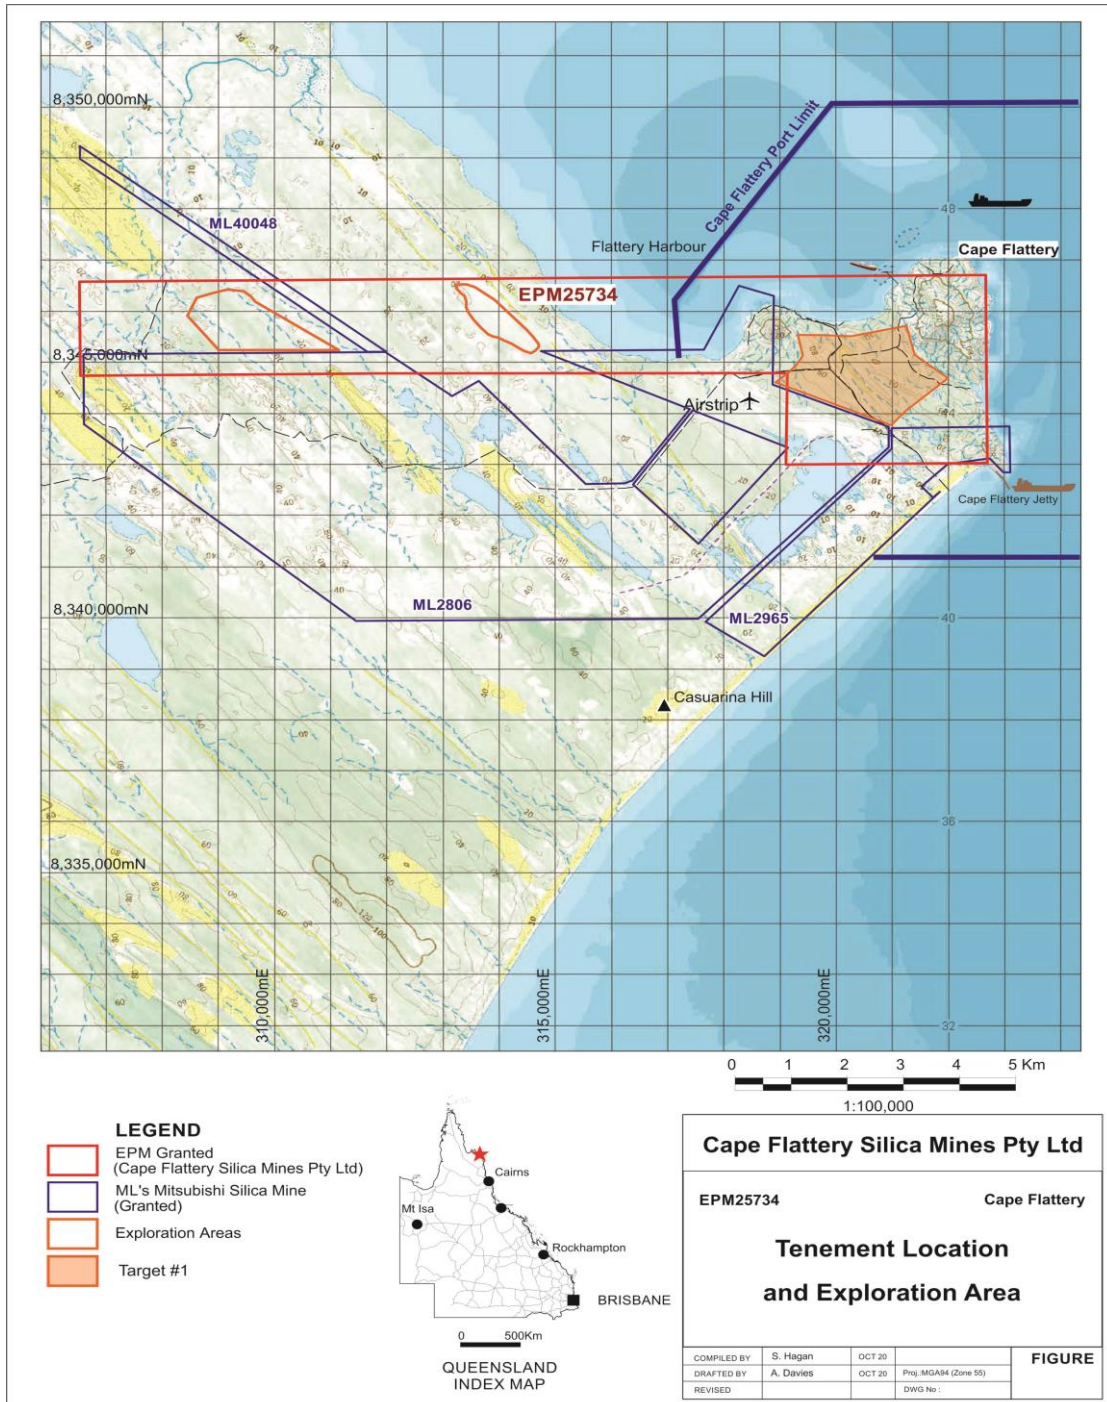 8,350,000mN
Cape Flattery Port Limit
48
ML40048
Flattery Harbour
Cape Flattery
EPM25734
8,345,000mN
Airstrip
Cape Flattery Jetty
8,340,000mN
ML2806
ML2965
40
Casuarina Hill
36
8,335,000mN
310,000mE
315,000mE
320,000mE
32
0 1 2 3 4 5 Km
1:100,000
LEGEND
EPM Granted
(Cape Flattery Silica Mines Pty Ltd)
ML's Mitsubishi Silica Mine
(Granted)
Exploration Areas
Target #1
Cairns
Mt Isa
Rockhampton
BRISBANE
0 500Km
QUEENSLAND
INDEX MAP
Cape Flattery Silica Mines Pty Ltd
EPM25734 Cape Flattery
Tenement Location
and Exploration Area
COMPILED BY S. Hagan OCT 20 FIGURE
DRAFTED BY A. Davies OCT 20 Proj.:MGA94 (Zone 55)
REVISED DWG No :